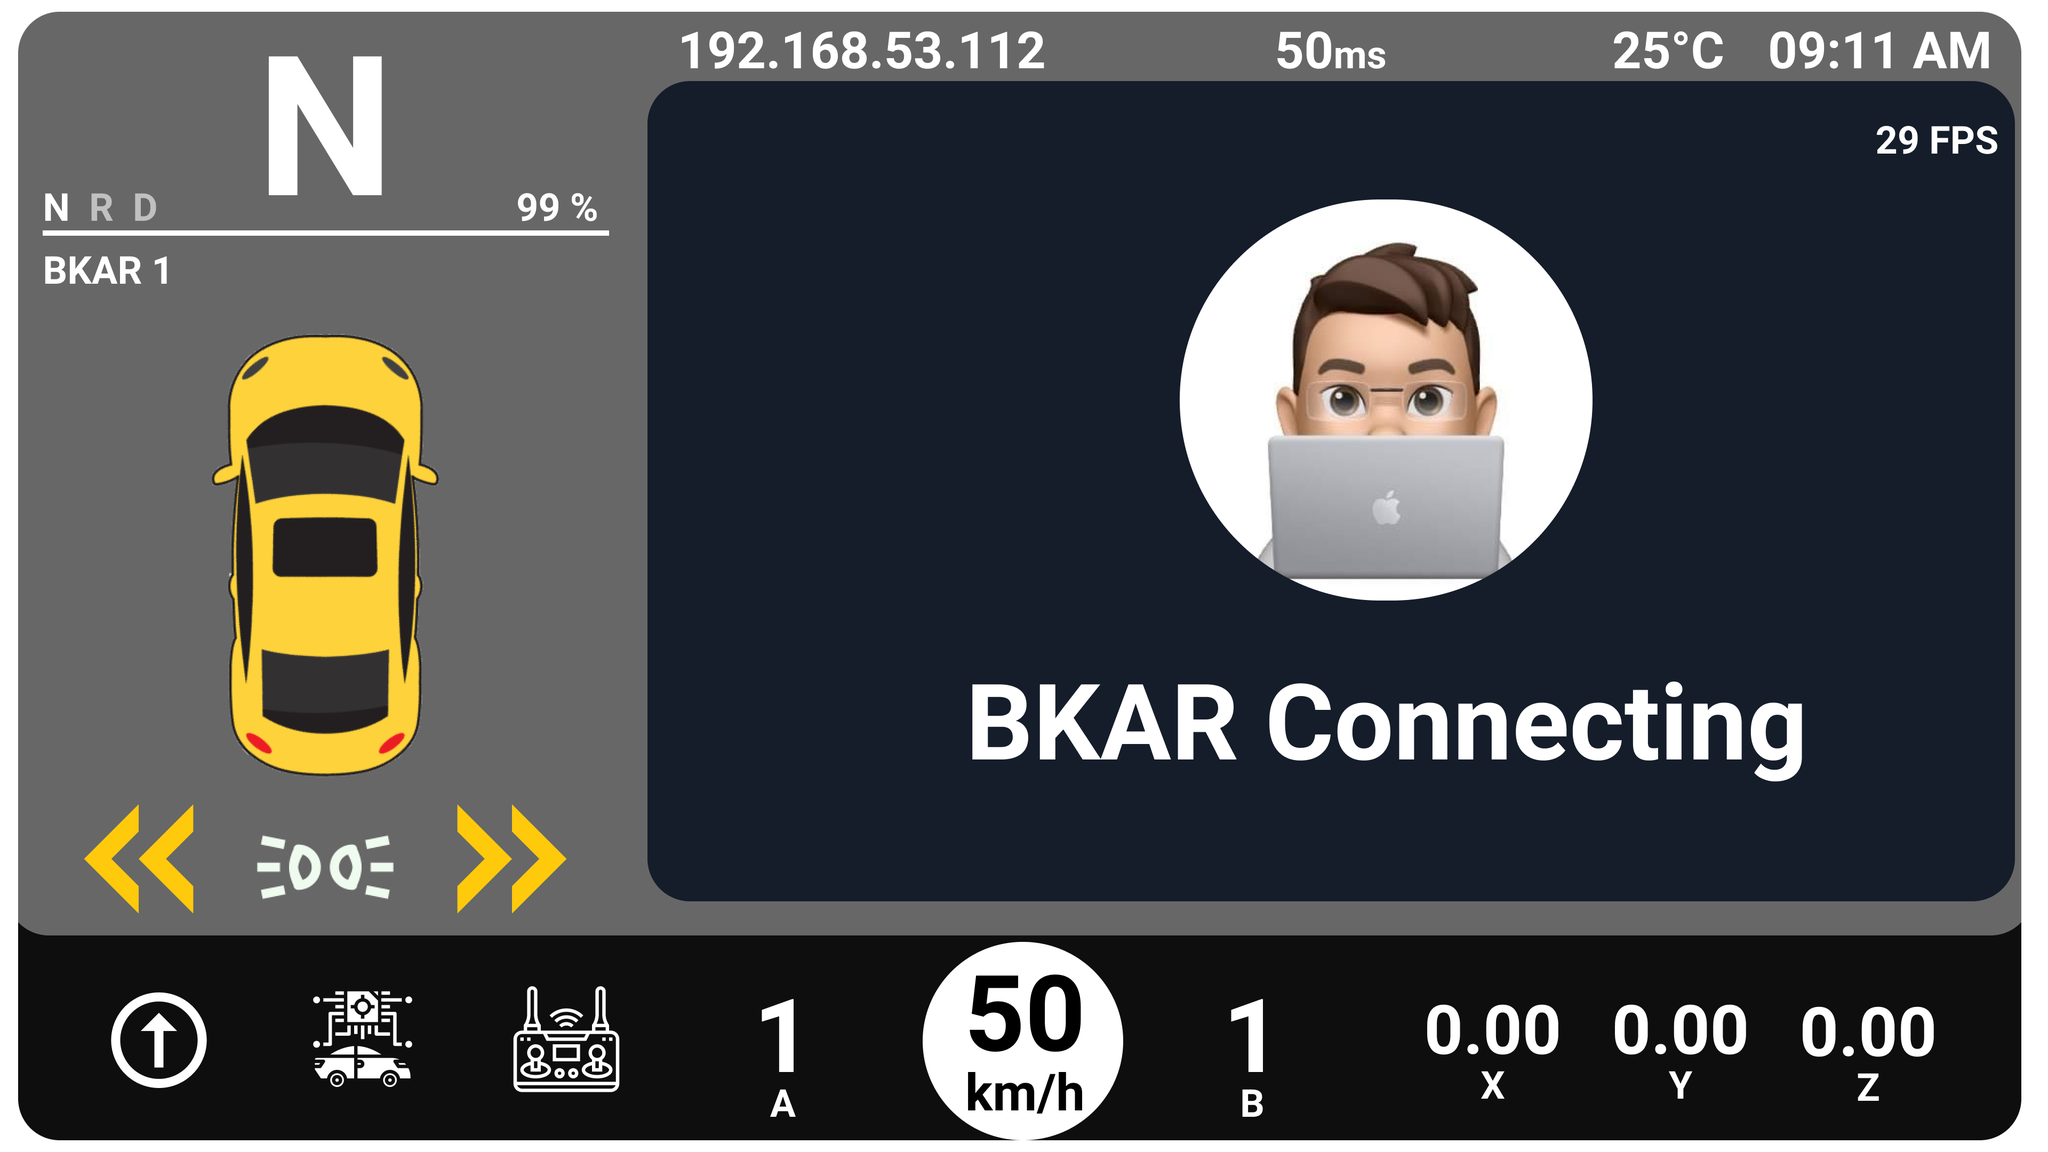 192.168.53.112 50ms 25°C 09:11 AM
N
N R D 99 %
BKAR 1
29 FPS
BKAR Connecting
1
A
50
km/h
1
B
0.00 0.00 0.00
X Y Z